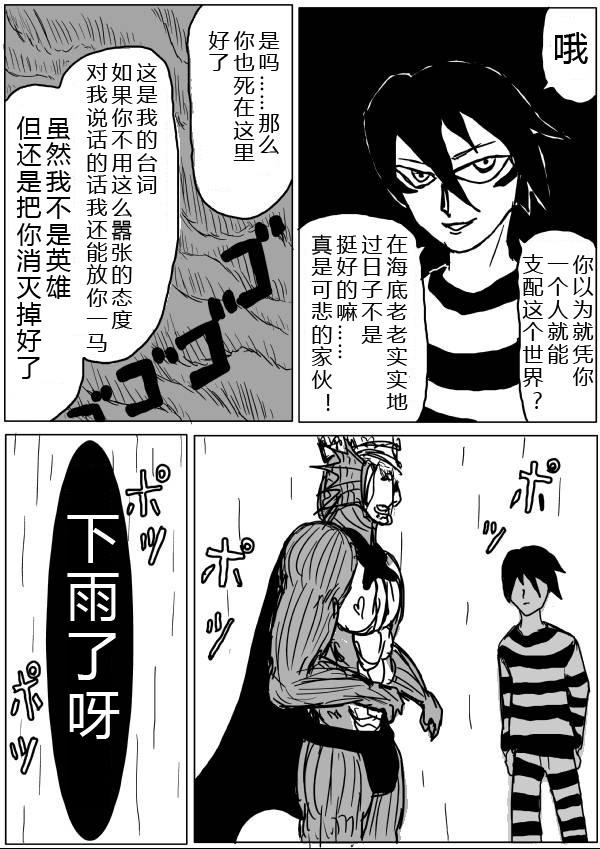 哦
你以为就凭你
一个人就能
支配这个世界？
在海底老老实实地
过日子不是
挺好的嘛……
真是可悲的家伙！
是吗……那么
你也死在这里
好了
这是我的台词
如果你不用这么嚣张的态度
对我说话的话我还能放你一马
虽然我不是英雄
但还是把你消灭掉好了
ゴゴゴゴ
ポツ
ポツ
ポツ
下雨了呀
ポツ